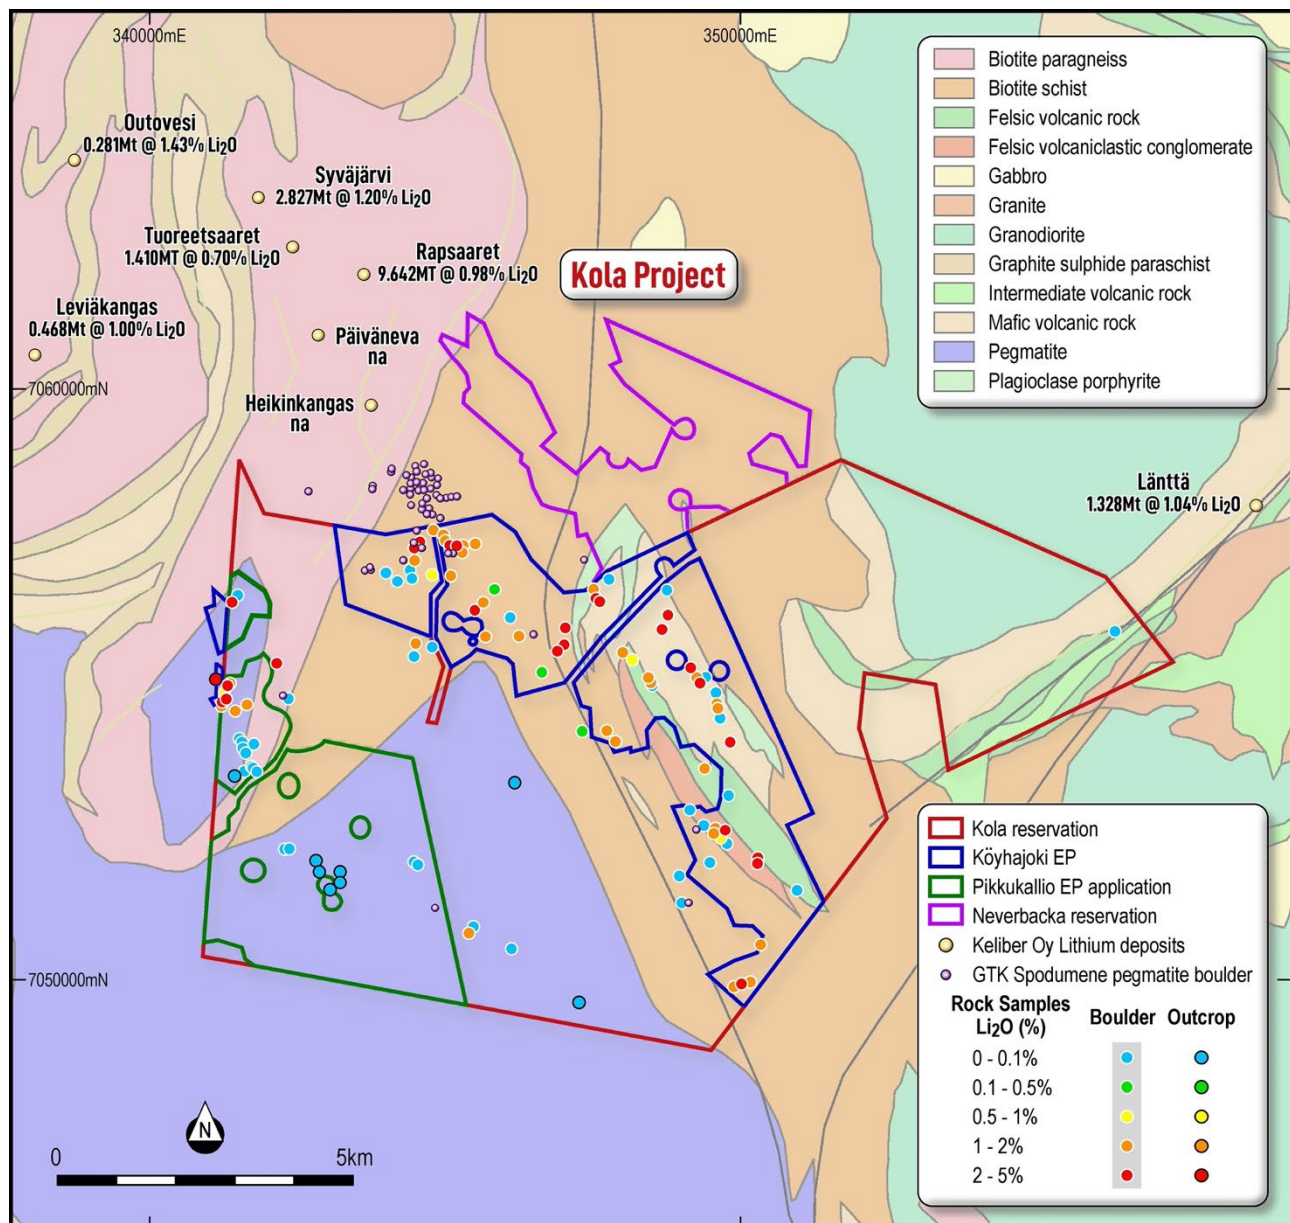 340000mE
350000mE
Outovesi
0.281Mt @ 1.43% Li₂O
Syväjärvi
2.827Mt @ 1.20% Li₂O
Tuoreetsaaret
1.410MT @ 0.70% Li₂O
Rapsaaret
9.642MT @ 0.98% Li₂O
Leviäkangas
0.468Mt @ 1.00% Li₂O
Päiväneva
na
7060000mN
Heikinkangas
na
Kola Project
Länttä
1.328Mt @ 1.04% Li₂O
7050000mN
Biotite paragneiss
Biotite schist
Felsic volcanic rock
Felsic volcaniclastic conglomerate
Gabbro
Granite
Granodiorite
Graphite sulphide paraschist
Intermediate volcanic rock
Mafic volcanic rock
Pegmatite
Plagioclase porphyrite
Kola reservation
Köyhajoki EP
Pikkukallio EP application
Neverbacka reservation
Keliber Oy Lithium deposits
GTK Spodumene pegmatite boulder
Rock Samples
Li₂O (%) Boulder Outcrop
0 - 0.1%
0.1 - 0.5%
0.5 - 1%
1 - 2%
2 - 5%
N
0 5km